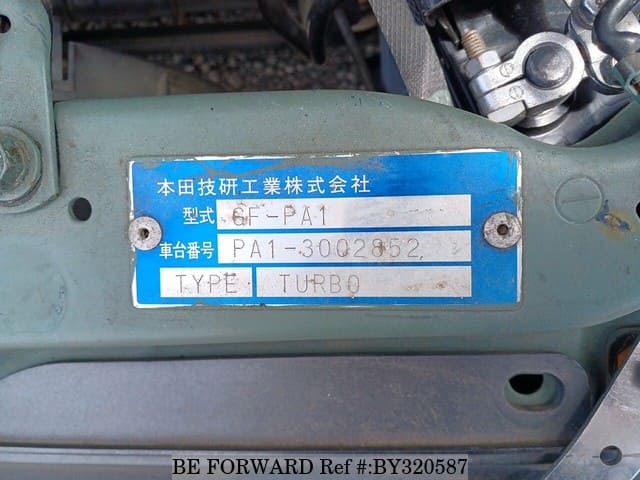 本田技研工業株式会社
型式 GF-PA1
車台番号 PA1-3002852
TYPE TURBO
BE FORWARD Ref #:BY320587